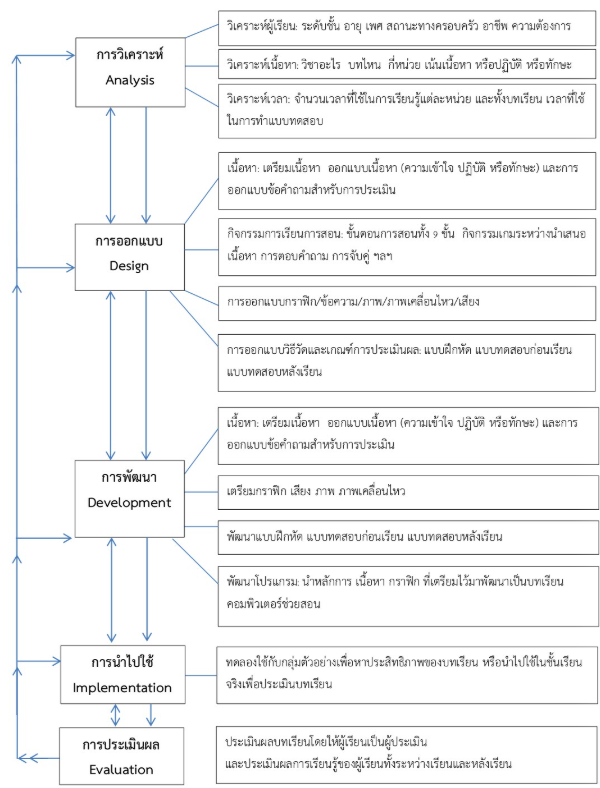 การวิเคราะห์
Analysis
วิเคราะห์ผู้เรียน: ระดับชั้น อายุ เพศ สถานะทางครอบครัว อาชีพ ความต้องการ
วิเคราะห์เนื้อหา: วิชาอะไร บทไหน กี่หน่วย เน้นเนื้อหา หรือปฏิบัติ หรือทักษะ
วิเคราะห์เวลา: จำนวนเวลาที่ใช้ในการเรียนรู้แต่ละหน่วย และทั้งบทเรียน เวลาที่ใช้
ในการทำแบบทดสอบ
การออกแบบ
Design
เนื้อหา: เตรียมเนื้อหา ออกแบบเนื้อหา (ความเข้าใจ ปฏิบัติ หรือทักษะ) และการ
ออกแบบข้อคำถามสำหรับการประเมิน
กิจกรรมการเรียนการสอน: ขั้นตอนการสอนทั้ง ๙ ขั้น กิจกรรมเกมระหว่างนำเสนอ
เนื้อหา การตอบคำถาม การจับคู่ ฯลฯ
การออกแบบกราฟิก/ข้อความ/ภาพ/ภาพเคลื่อนไหว/เสียง
การออกแบบวิธีวัดและเกณฑ์การประเมินผล: แบบฝึกหัด แบบทดสอบก่อนเรียน
แบบทดสอบหลังเรียน
การพัฒนา
Development
เนื้อหา: เตรียมเนื้อหา ออกแบบเนื้อหา (ความเข้าใจ ปฏิบัติ หรือทักษะ) และการ
ออกแบบข้อคำถามสำหรับการประเมิน
เตรียมกราฟิก เสียง ภาพ ภาพเคลื่อนไหว
พัฒนาแบบฝึกหัด แบบทดสอบก่อนเรียน แบบทดสอบหลังเรียน
พัฒนาโปรแกรม: นำหลักการ เนื้อหา กราฟิก ที่เตรียมไว้มาพัฒนาเป็นบทเรียน
คอมพิวเตอร์ช่วยสอน
การนำไปใช้
Implementation
ทดลองใช้กับกลุ่มตัวอย่างเพื่อหาประสิทธิภาพของบทเรียน หรือนำไปใช้ในชั้นเรียน
จริงเพื่อประเมินบทเรียน
การประเมินผล
Evaluation
ประเมินผลบทเรียนโดยให้ผู้เรียนเป็นผู้ประเมิน
และประเมินผลการเรียนรู้ของผู้เรียนทั้งระหว่างเรียนและหลังเรียน